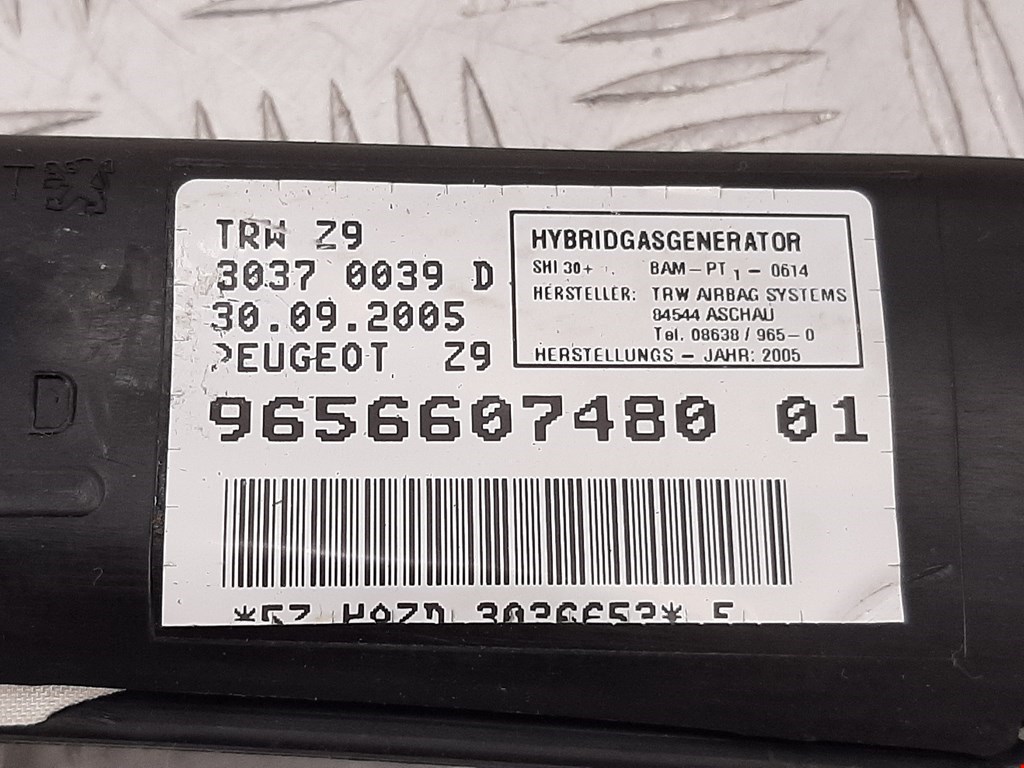 T
D
TRW Z9
3037 0039 D
30.09.2005
PEUGEOT Z9
HYBRIDGASGENERATOR
SHI 30+ BAM-PT 1 - 0614
HERSTELLER: TRW AIRBAG SYSTEMS
84544 ASCHAU
Tel. 08638 / 965-0
HERSTELLUNGS - JAHR: 2005
9656607480 01